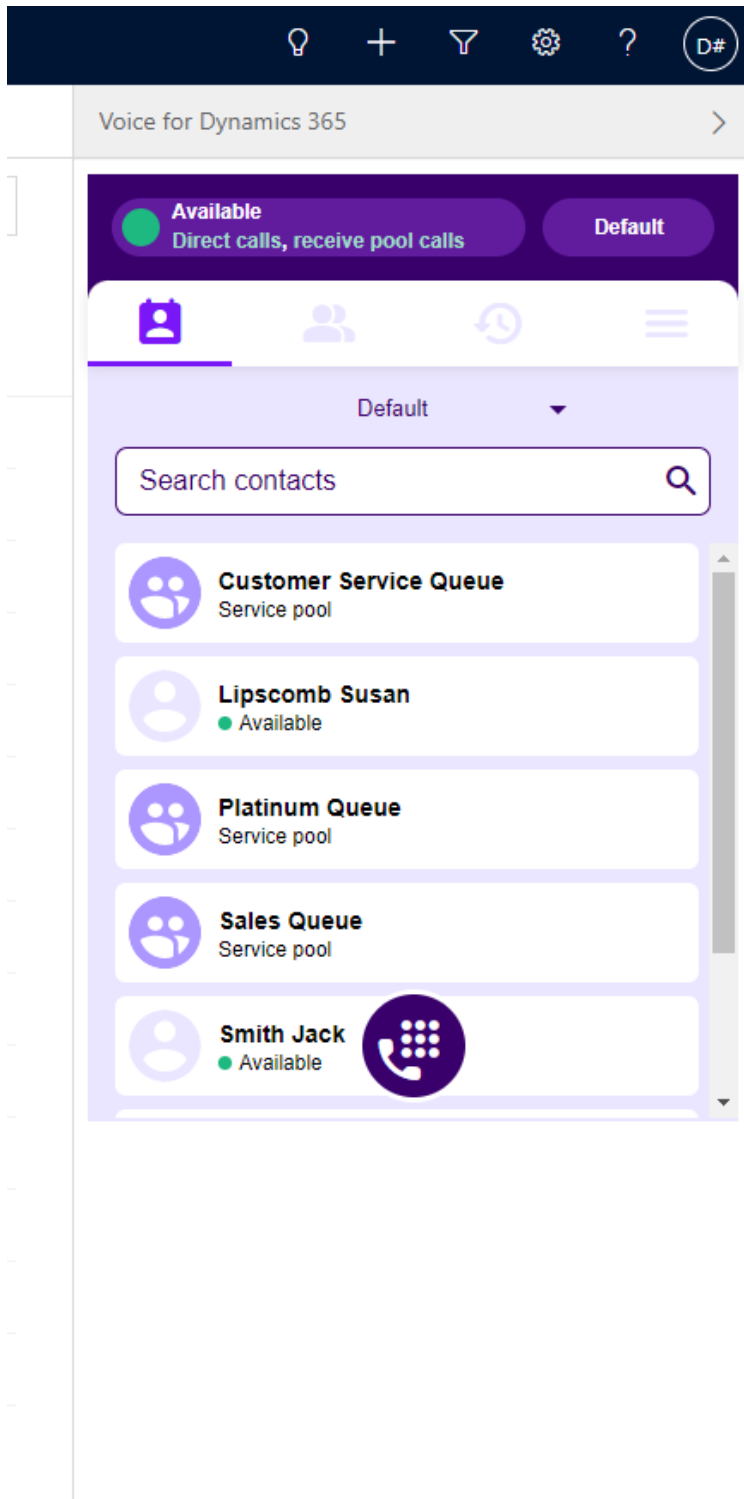 D#
Voice for Dynamics 365
Available
Direct calls, receive pool calls
Default
Default
Search contacts
Customer Service Queue
Service pool
Lipscomb Susan
Available
Platinum Queue
Service pool
Sales Queue
Service pool
Smith Jack
Available